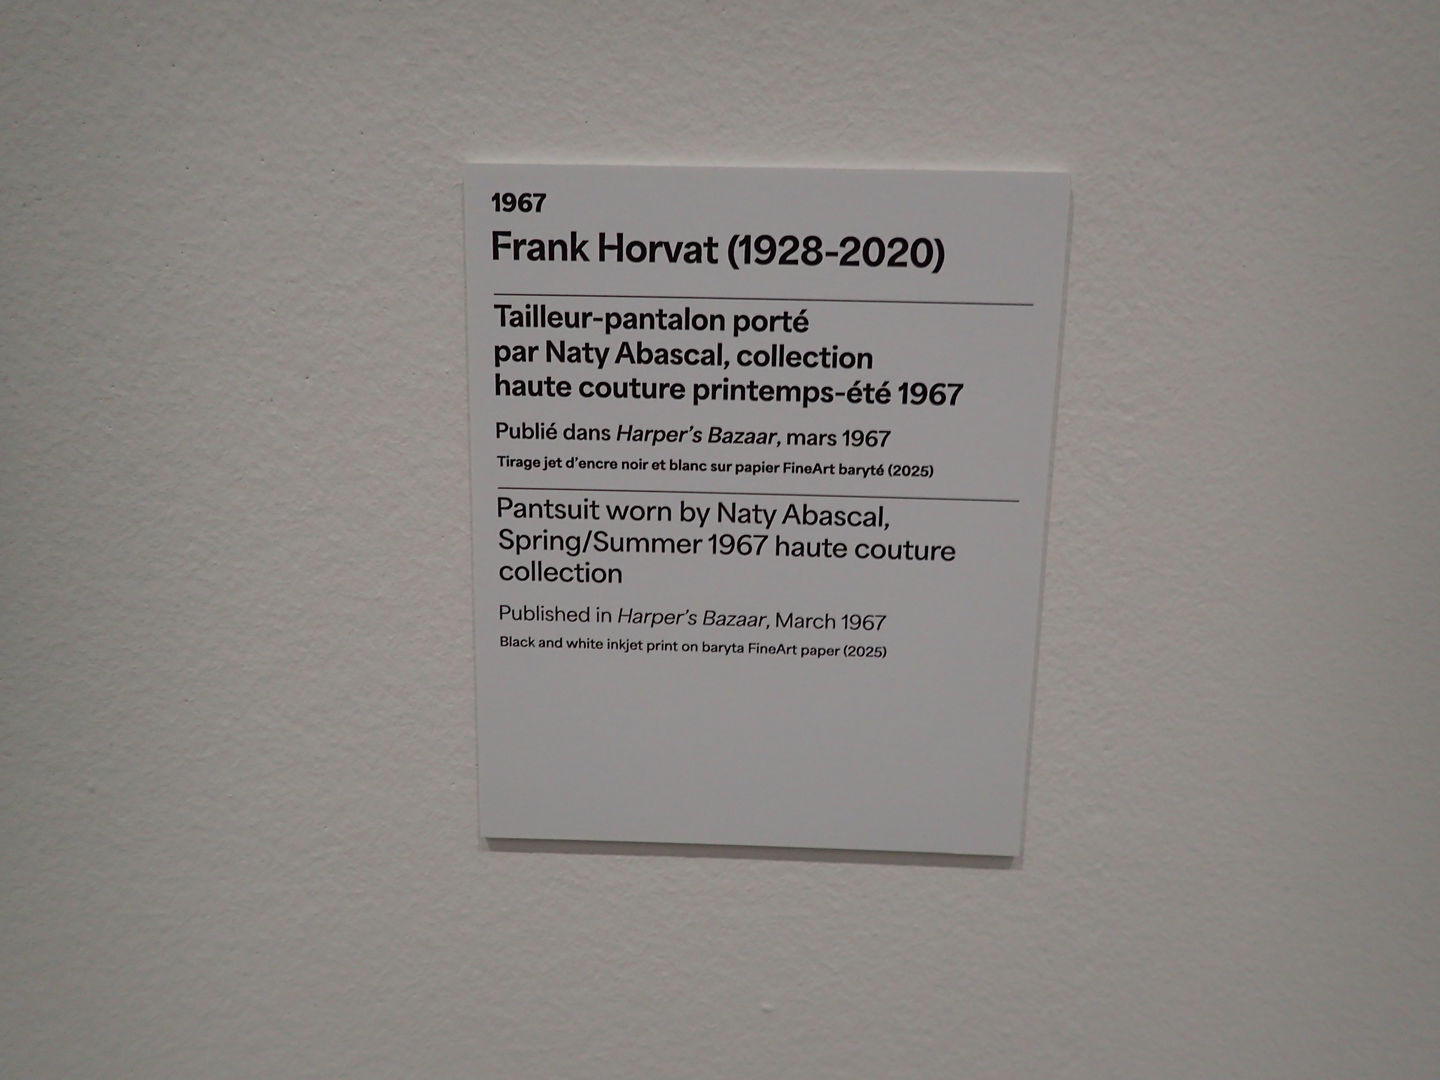 1967
Frank Horvat (1928-2020)
Tailleur-pantalon porté
par Naty Abascal, collection
haute couture printemps-été 1967
Publié dans Harper’s Bazaar, mars 1967
Tirage jet d’encre noir et blanc sur papier FineArt baryté (2025)
Pantsuit worn by Naty Abascal,
Spring/Summer 1967 haute couture
collection
Published in Harper’s Bazaar, March 1967
Black and white inkjet print on baryta FineArt paper (2025)